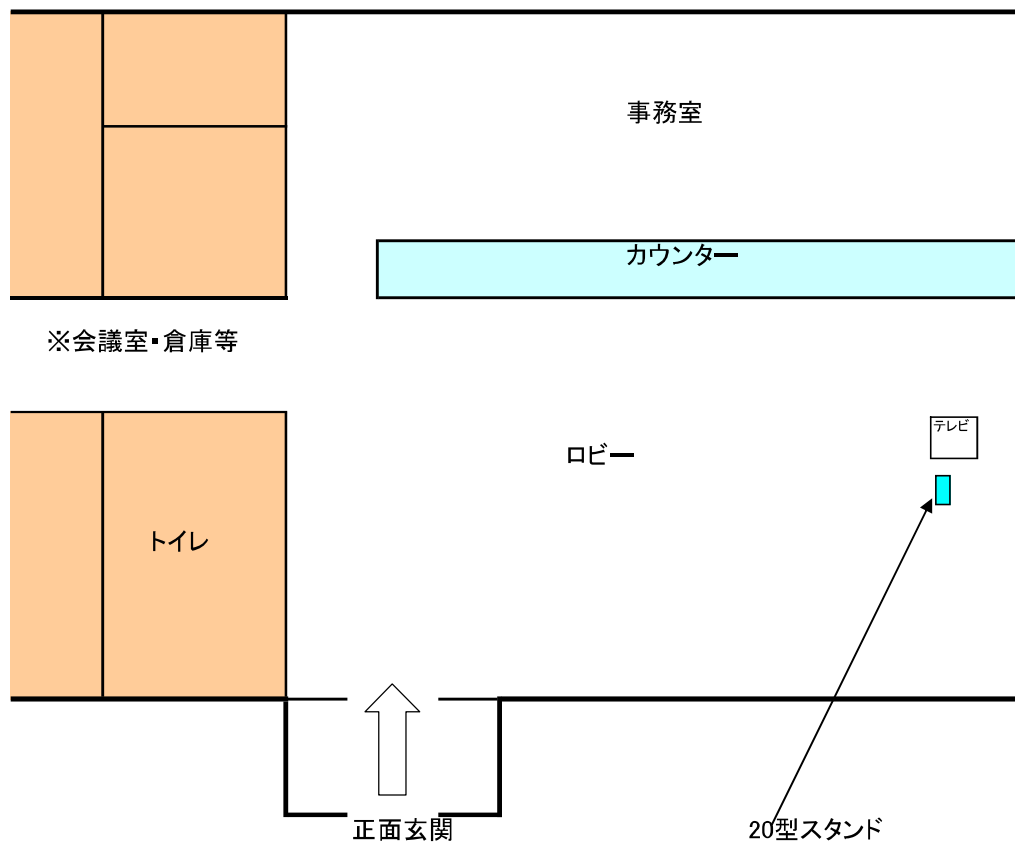 事務室
カウンター
※会議室・倉庫等
テレビ
ロビー
トイレ
正面玄関
20型スタンド